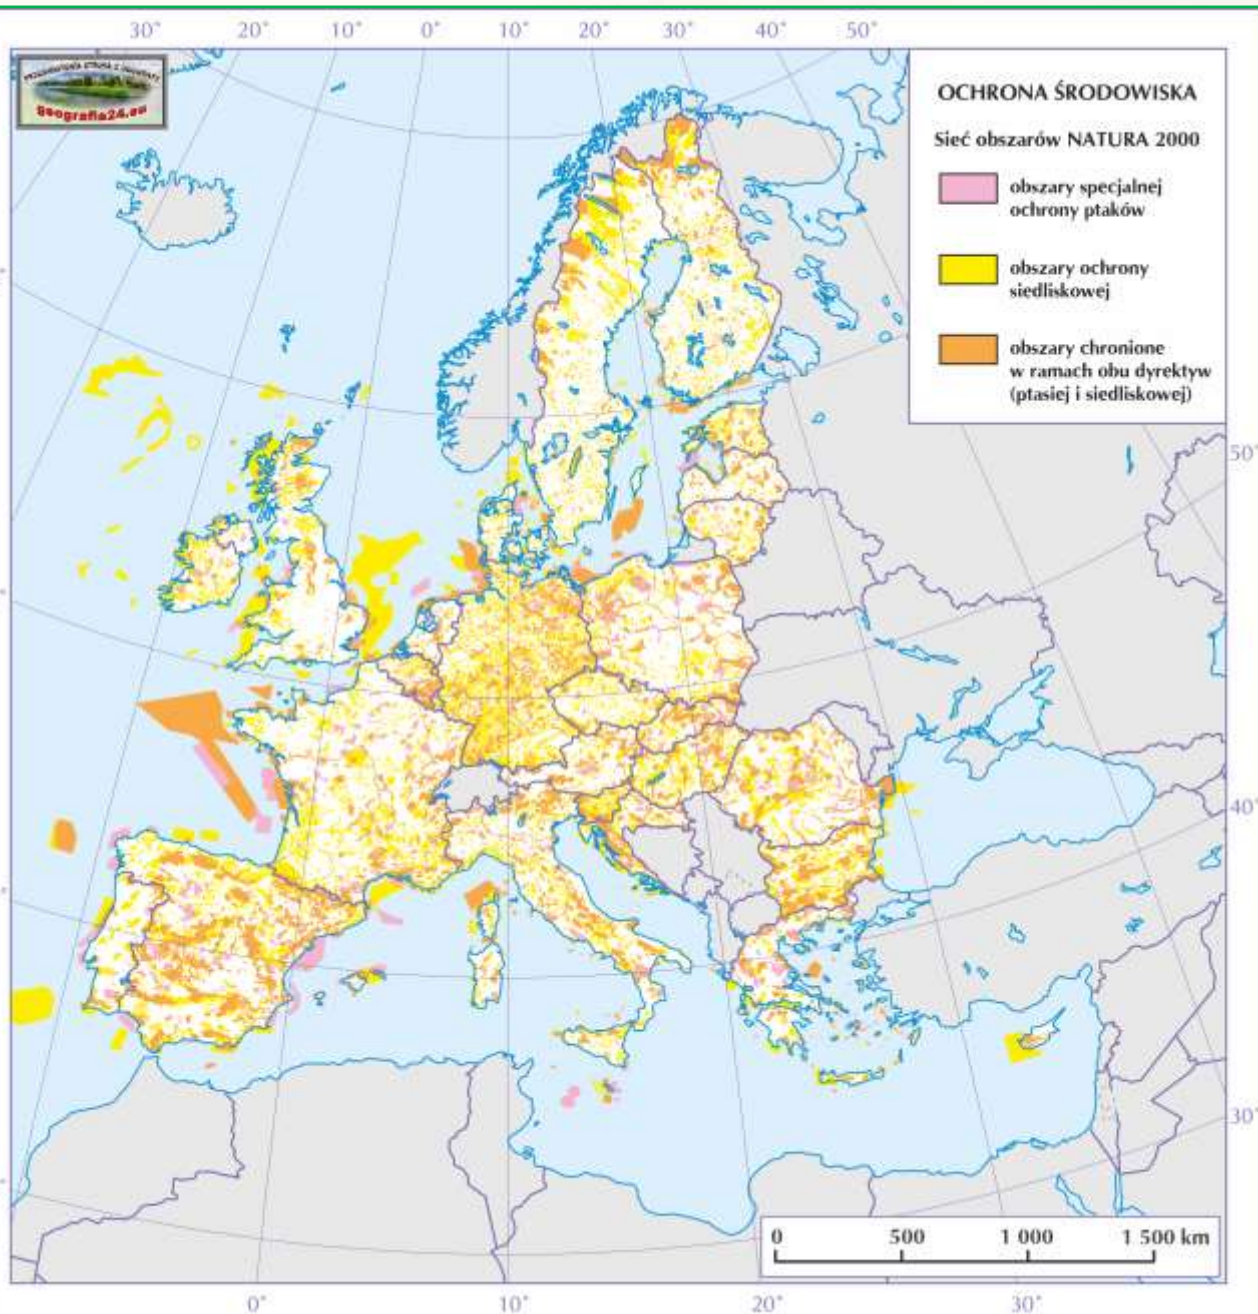 30° 20° 10° 0° 10° 20° 30° 40° 50°
geografia24.eu
OCHRONA ŚRODOWISKA
Sieć obszarów NATURA 2000
obszary specjalnej
ochrony ptaków
obszary ochrony
siedliskowej
obszary chronione
w ramach obu dyrektyw
(ptasiej i siedliskowej)
50°
40°
30°
0 500 1 000 1 500 km
0° 10° 20° 30°